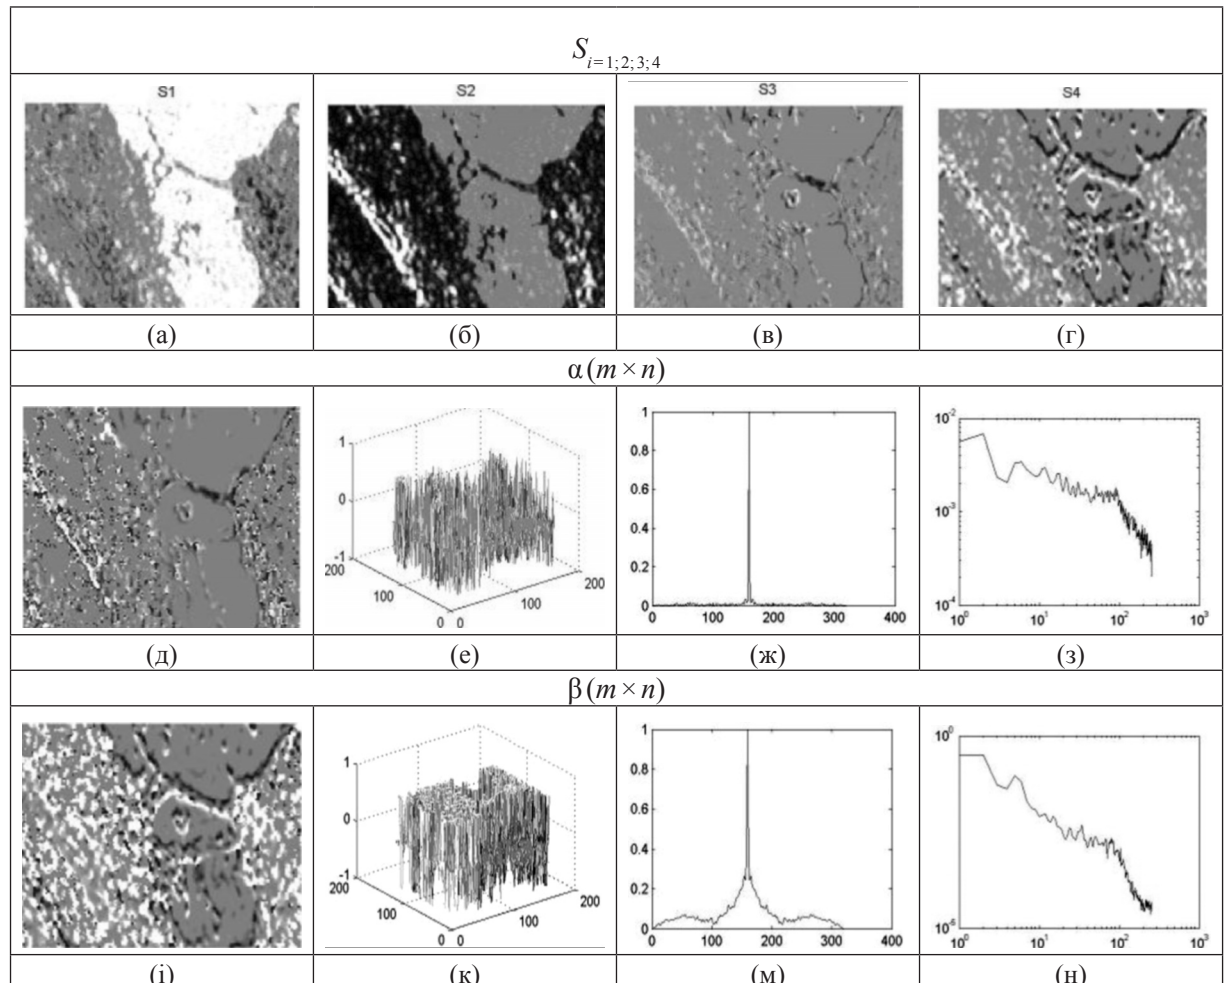 S i=1;2;3;4
S1 S2 S3 S4
(а) (б) (в) (г)
α(m×n)
1 0 -1 200 100 0 0 100 200
1 0.8 0.6 0.4 0.2 0 0 100 200 300 400
10^-2 10^-3 10^-4 10^0 10^1 10^2 10^3
(д) (е) (ж) (з)
β(m×n)
1 0 -1 200 100 0 0 100 200
1 0.8 0.6 0.4 0.2 0 0 100 200 300 400
10^0 10^-5 10^0 10^1 10^2 10^3
(і) (к) (м) (н)